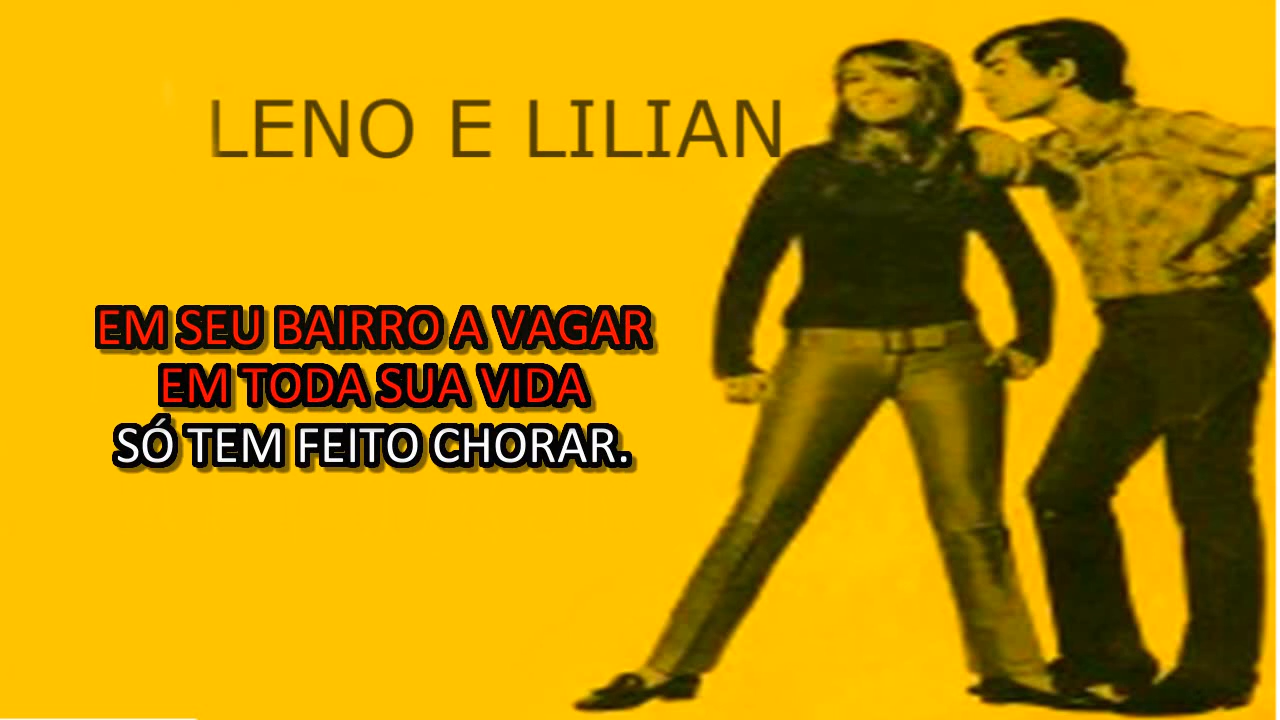 LENO E LILIAN
EM SEU BAIRRO A VAGAR
EM TODA SUA VIDA
SÓ TEM FEITO CHORAR.